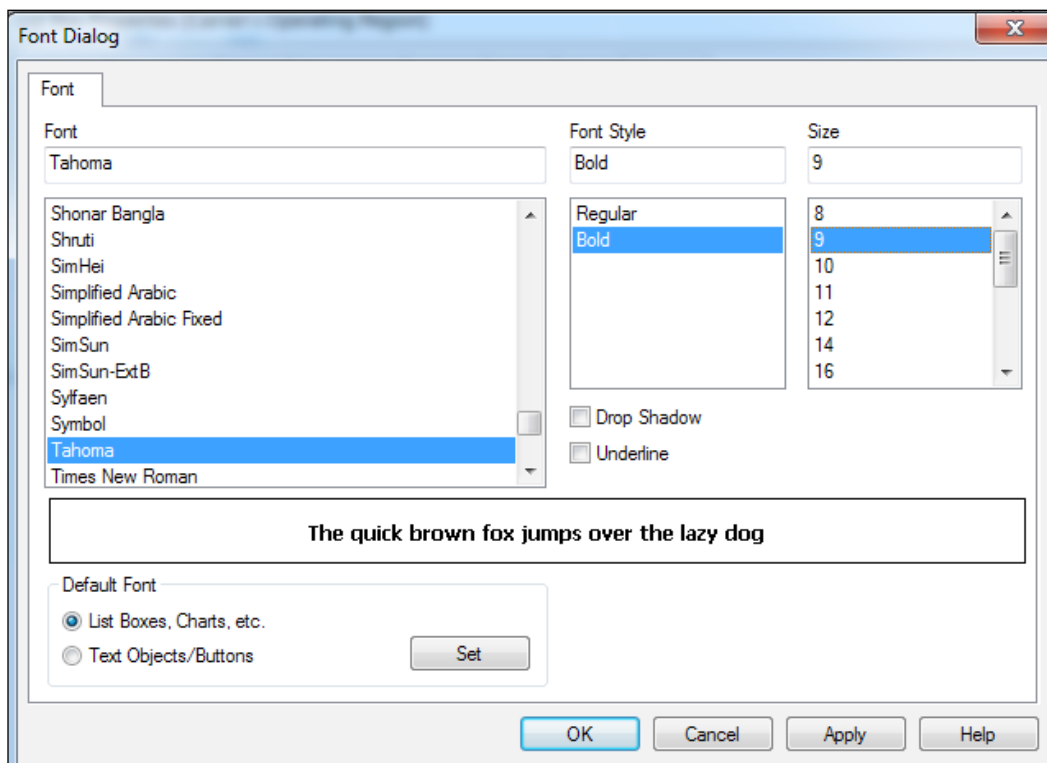 Font Dialog
Font
Font
Font Style
Size
Tahoma
Bold
9
Shonar Bangla
Shruti
SimHei
Simplified Arabic
Simplified Arabic Fixed
SimSun
SimSun-ExtB
Sylfaen
Symbol
Tahoma
Times New Roman
Regular
Bold
8
9
10
11
12
14
16
Drop Shadow
Underline
The quick brown fox jumps over the lazy dog
Default Font
List Boxes, Charts, etc.
Text Objects/Buttons
Set
OK
Cancel
Apply
Help